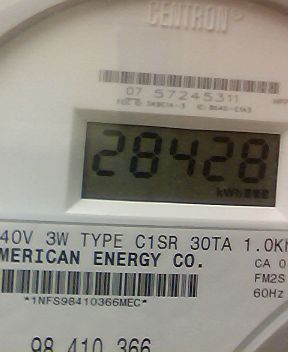 CENTRON®
07 57245311
28428
kWh
40V 3W TYPE C1SR 30TA 1.0Kh
MERICAN ENERGY CO.
CA 0
FM2S
60Hz
*1NFS98410366MEC*
98 410 366